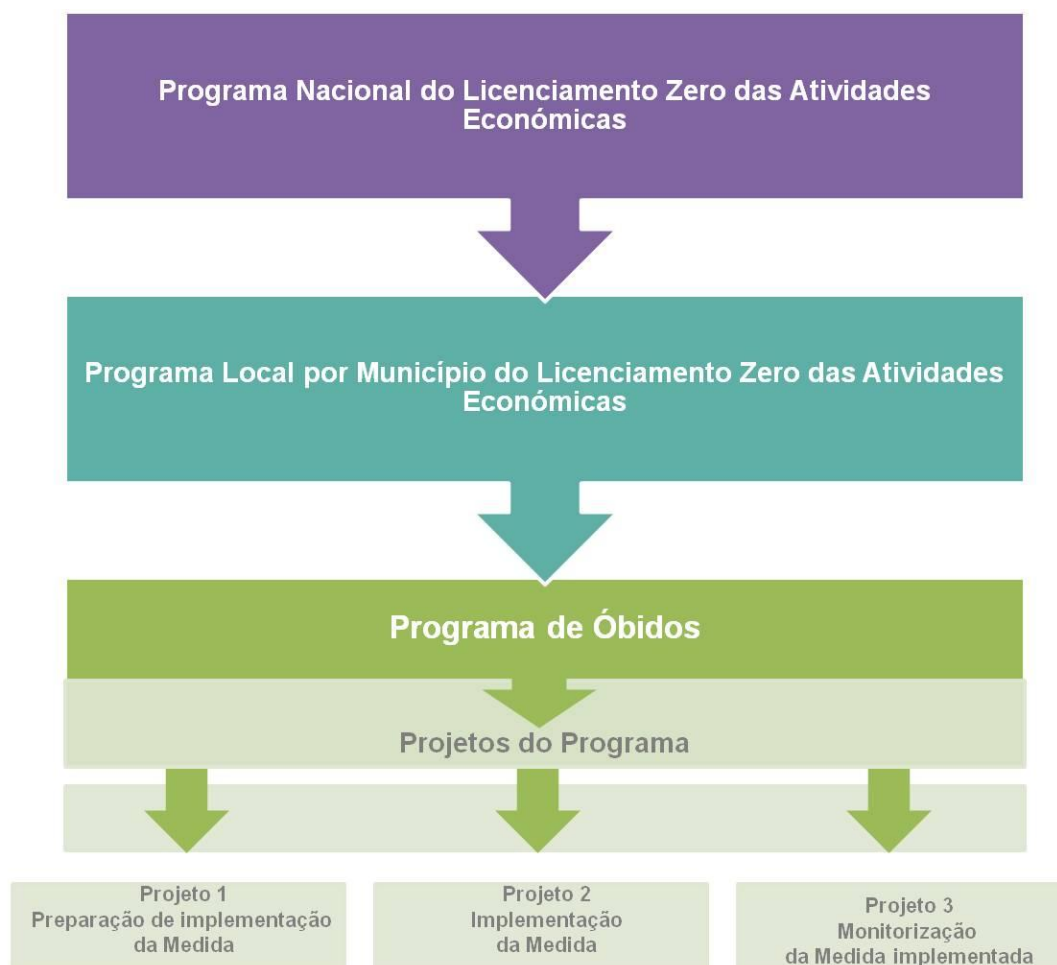 Programa Nacional do Licenciamento Zero das Atividades
Económicas
Programa Local por Município do Licenciamento Zero das Atividades
Económicas
Programa de Óbidos
Projetos do Programa
Projeto 1
Preparação de implementação
da Medida
Projeto 2
Implementação
da Medida
Projeto 3
Monitorização
da Medida implementada